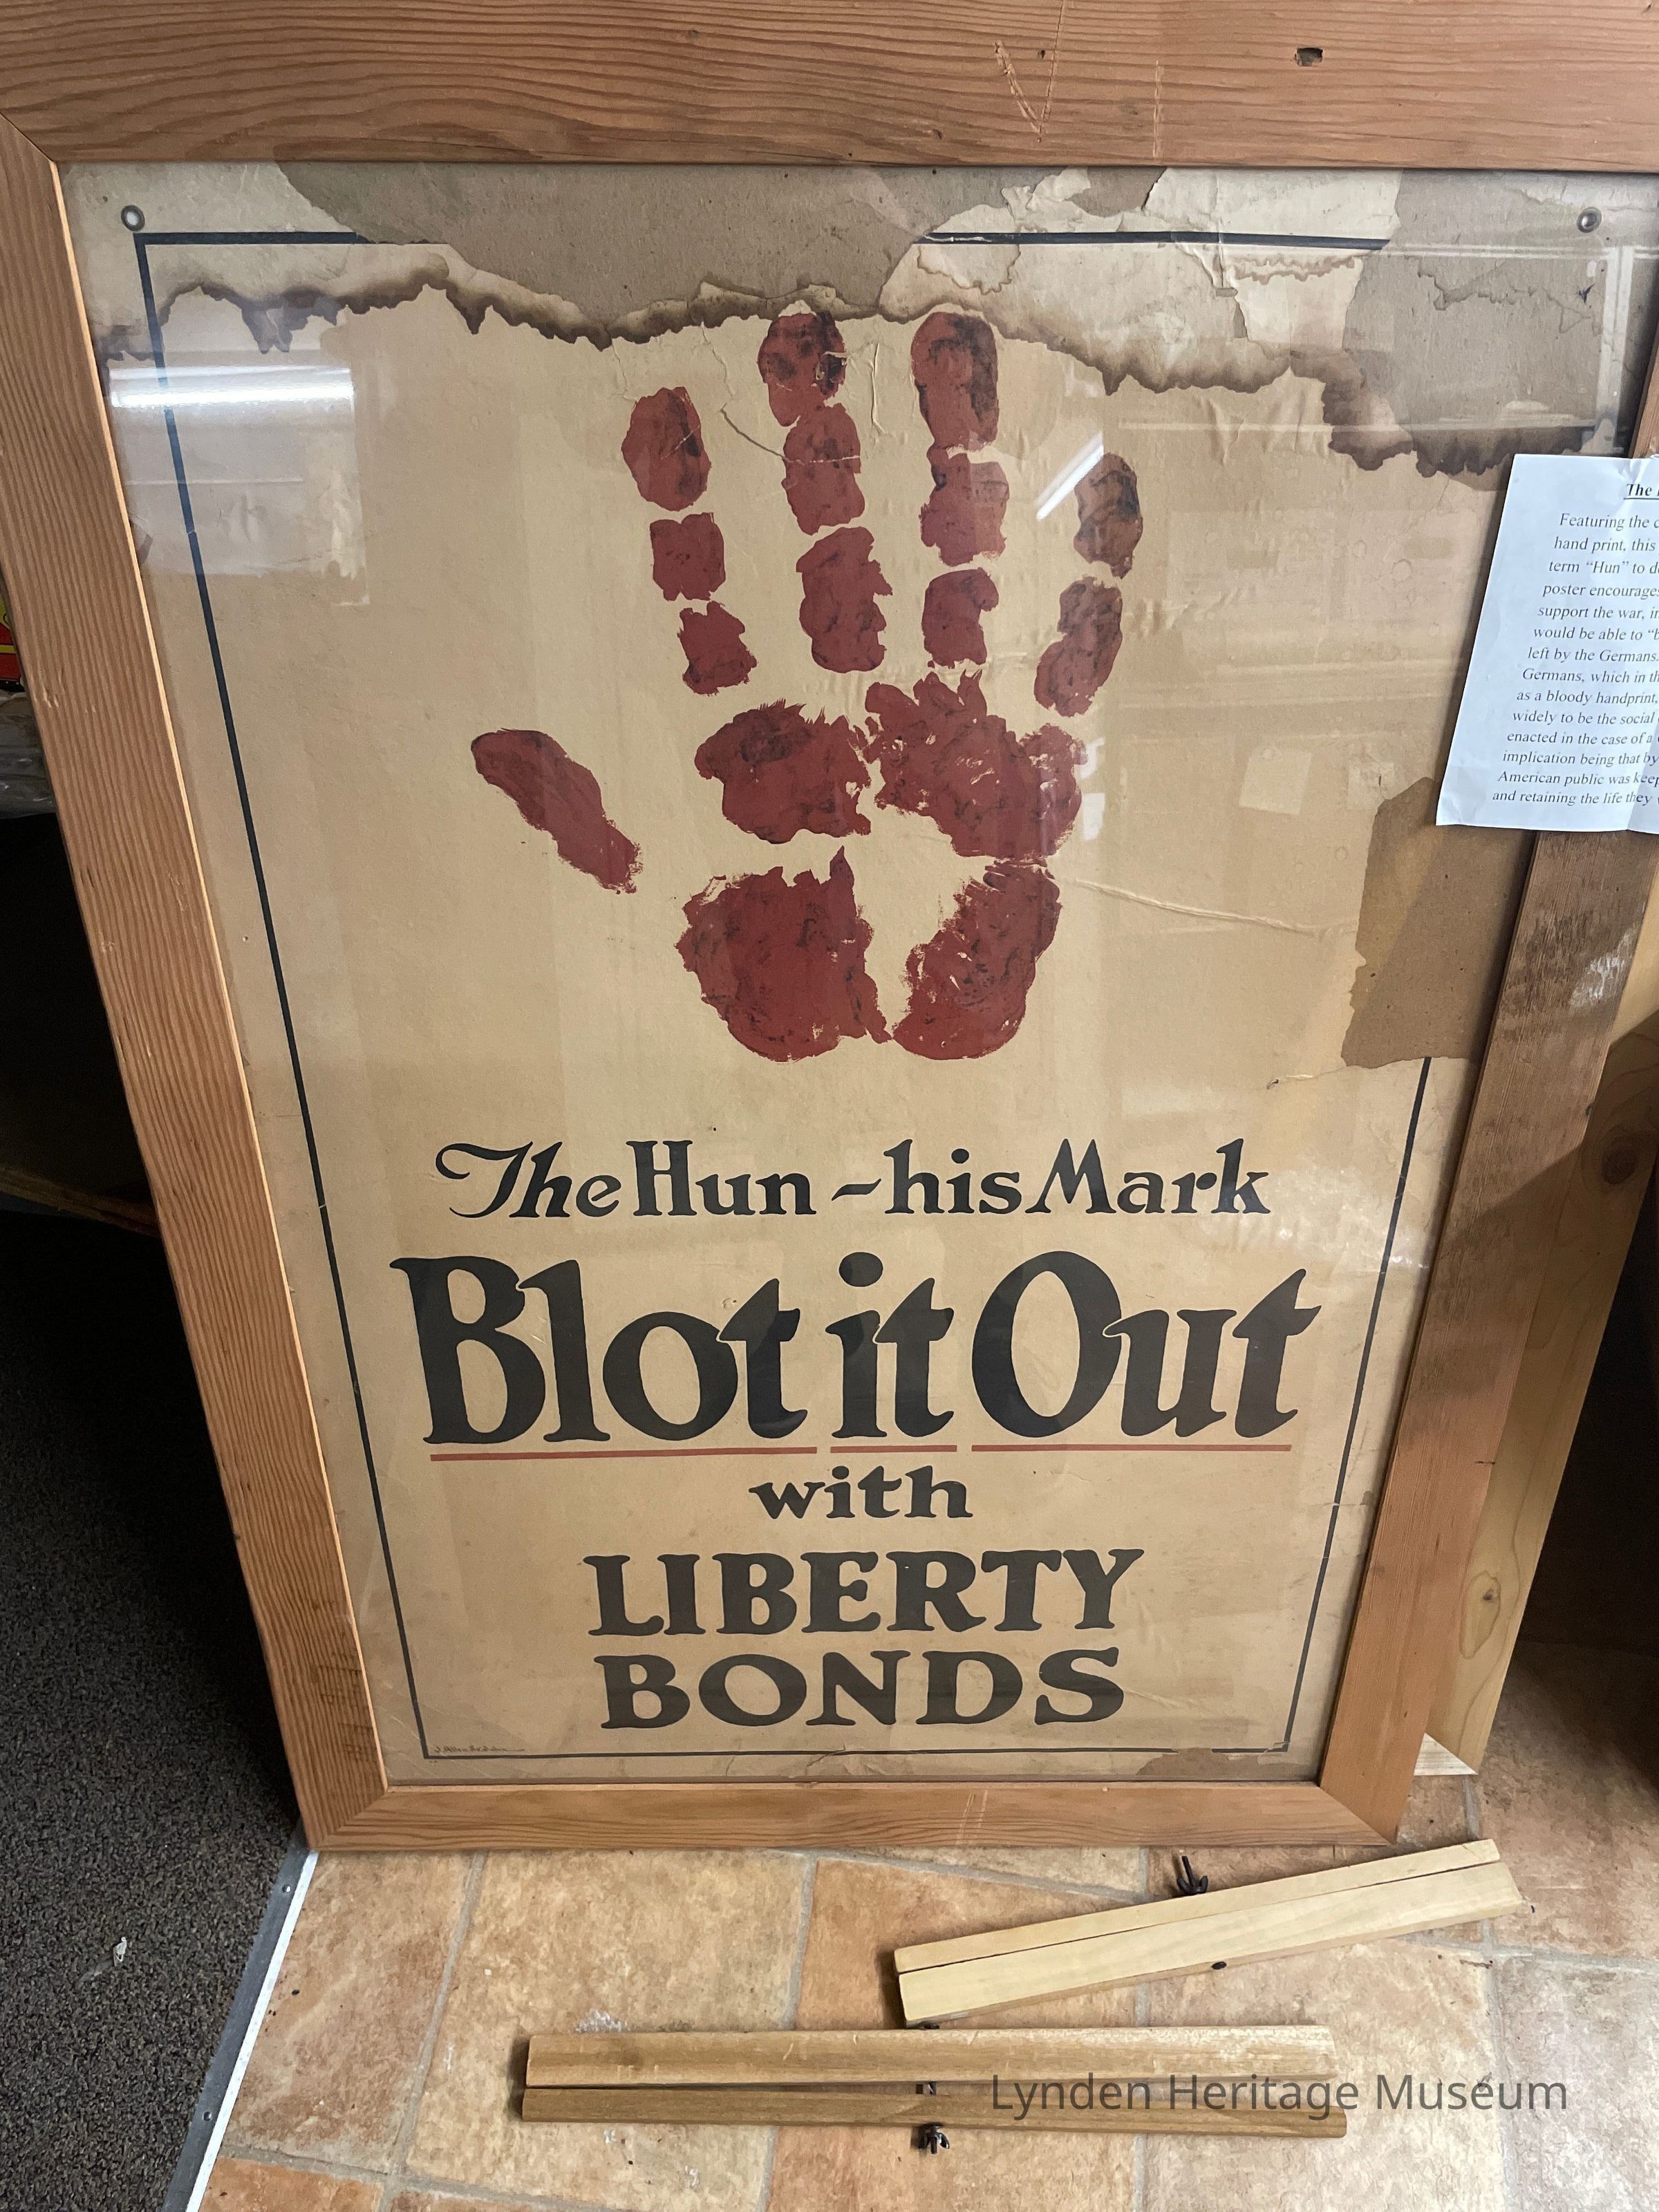 The Hun - his Mark
Blot it Out
with
LIBERTY
BONDS
The
Featuring the
hand print, this
term "Hun" to
poster encourages
support the war,
would be able to
left by the Germans.
Germans, which in
as a bloody handprint,
widely to be the social
enacted in the case of a
implication being that by
American public was
and retaining the life they
Lynden Heritage Museum